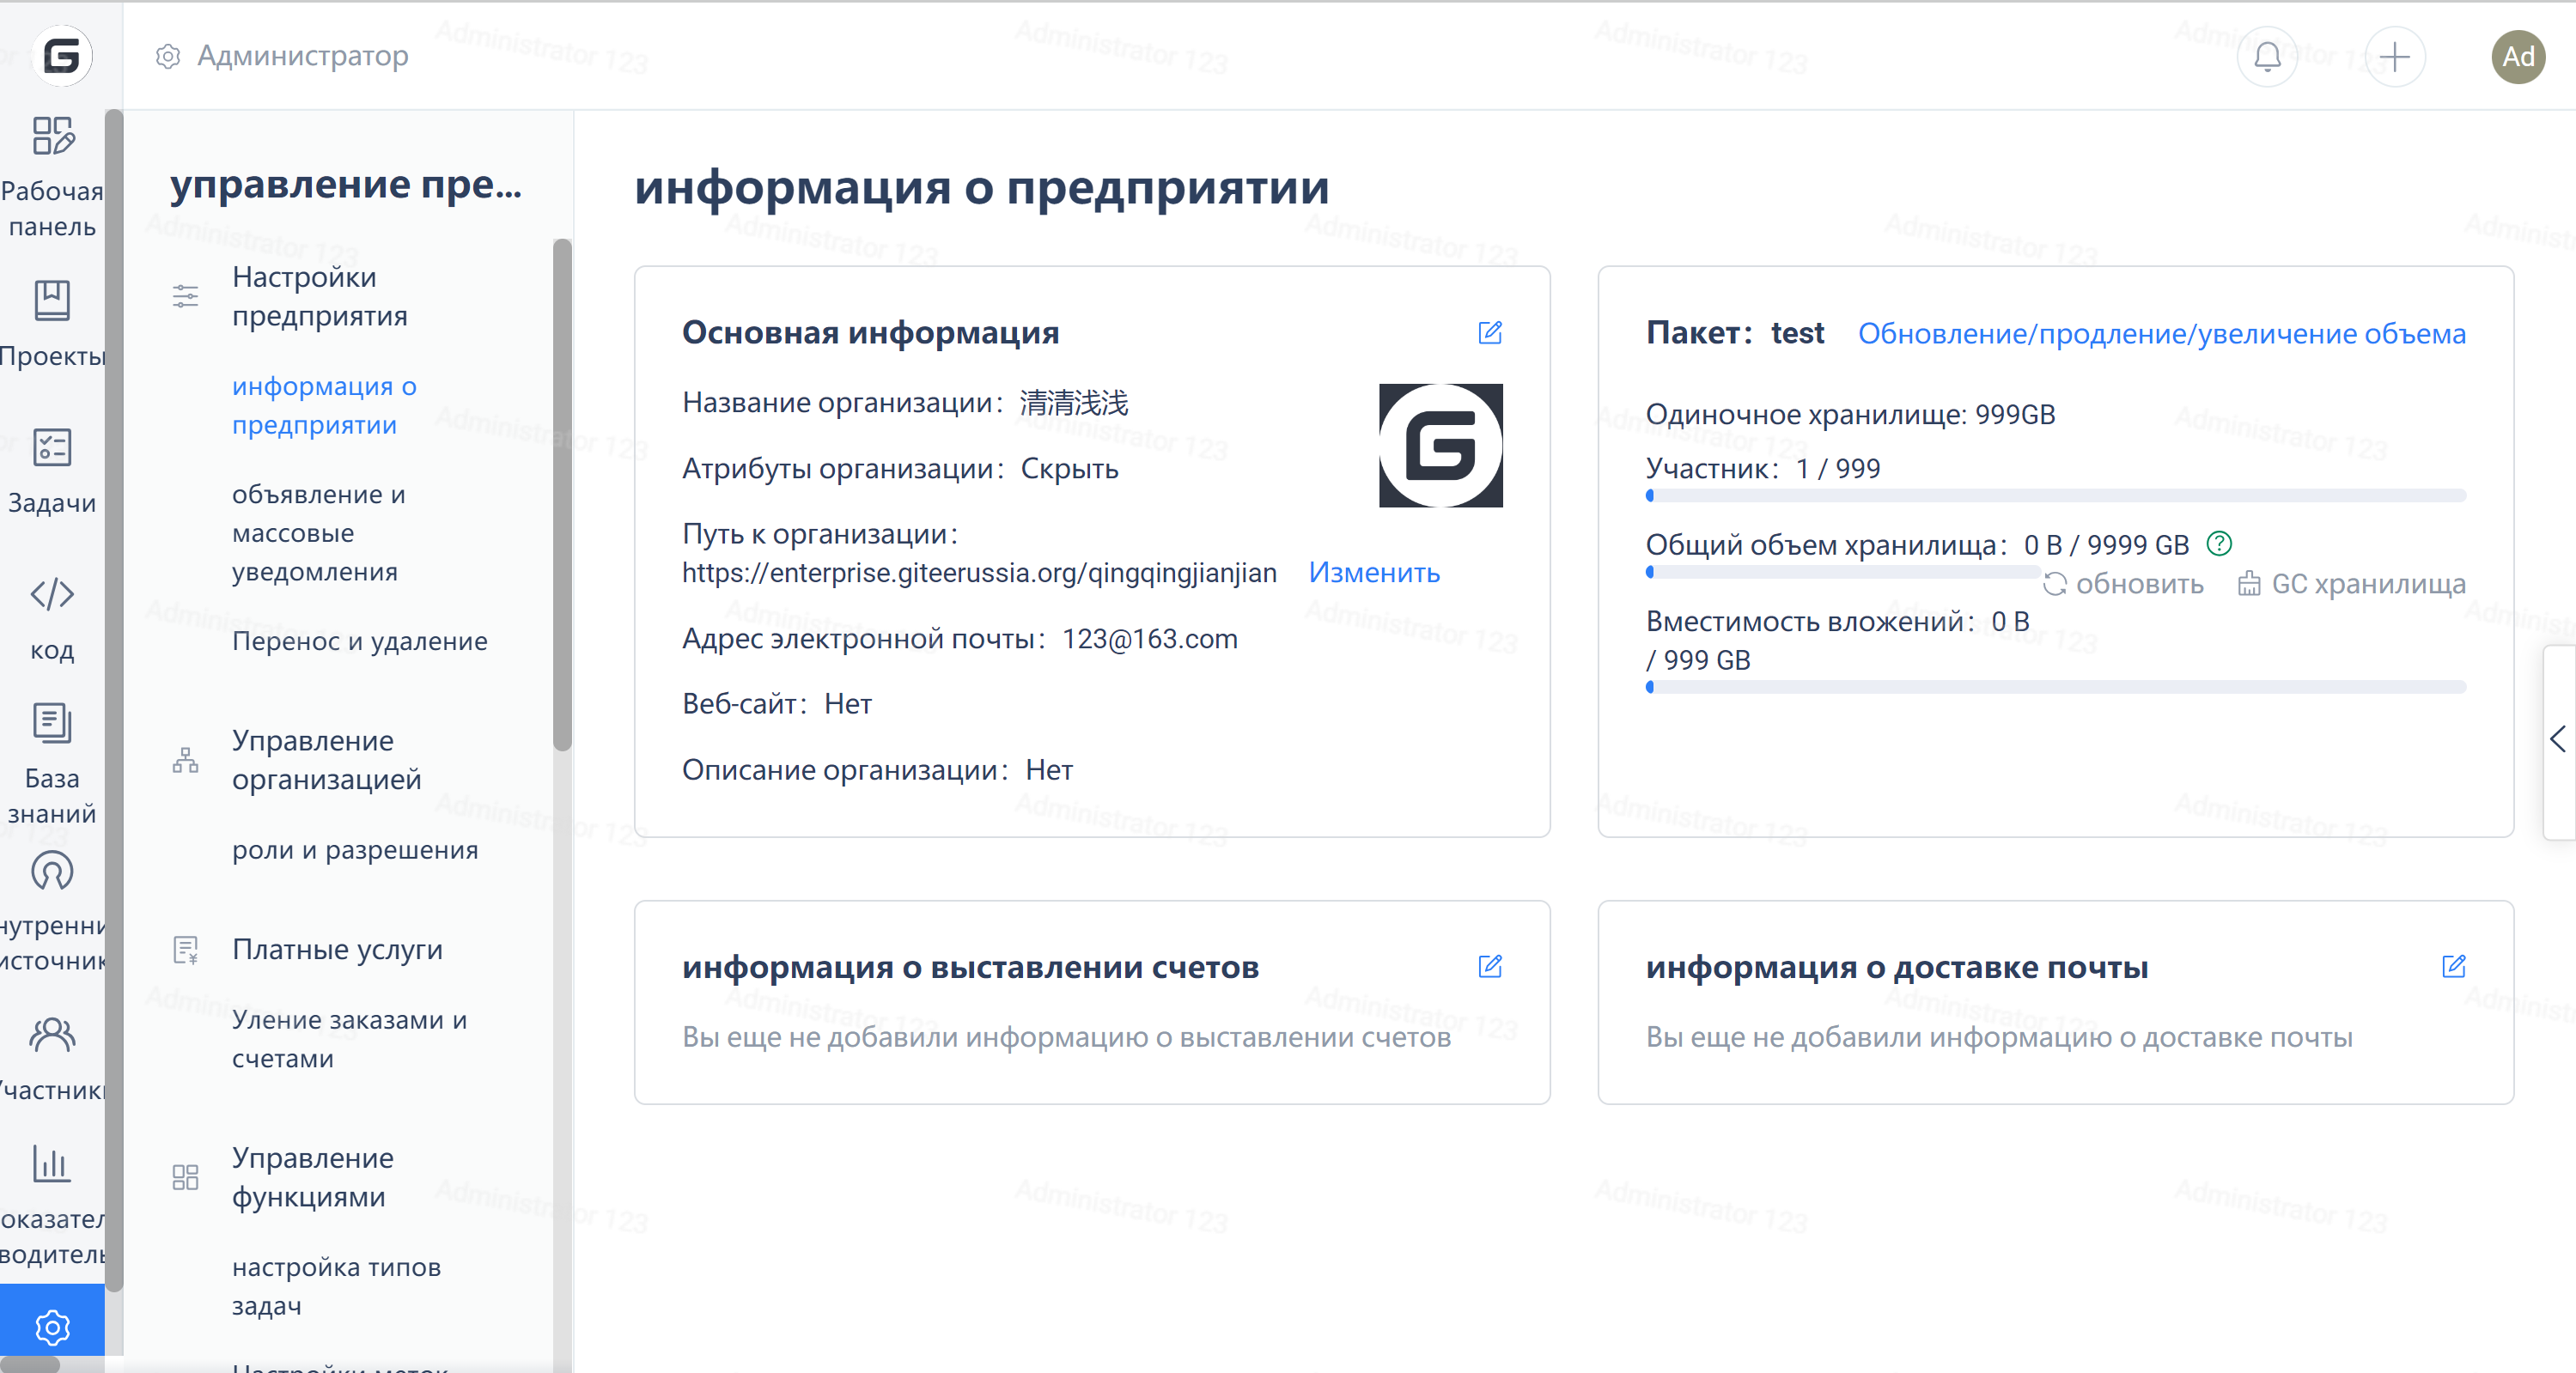 Администратор
Ad
Рабочая
панель
Проекты
Задачи
код
База
знаний
управление пре...
Настройки
предприятия
информация о
предприятии
объявление и
массовые
уведомления
Перенос и удаление
Управление
организацией
роли и разрешения
Платные услуги
Уление заказами и
счетами
Управление
функциями
настройка типов
задач
Настройки меток
информация о предприятии
Основная информация
Название организации: 清清浅浅
Атрибуты организации: Скрыть
Путь к организации:
https://enterprise.giteerussia.org/qingqingjianjian Изменить
Адрес электронной почты: 123@163.com
Веб-сайт: Нет
Описание организации: Нет
Пакет: test Обновление/продление/увеличение объема
Одиночное хранилище: 999GB
Участник: 1 / 999
Общий объем хранилища: 0 B / 9999 GB
обновить GC хранилища
Вместимость вложений: 0 B
/ 999 GB
информация о выставлении счетов
Вы еще не добавили информацию о выставлении счетов
информация о доставке почты
Вы еще не добавили информацию о доставке почты
Administrator 123